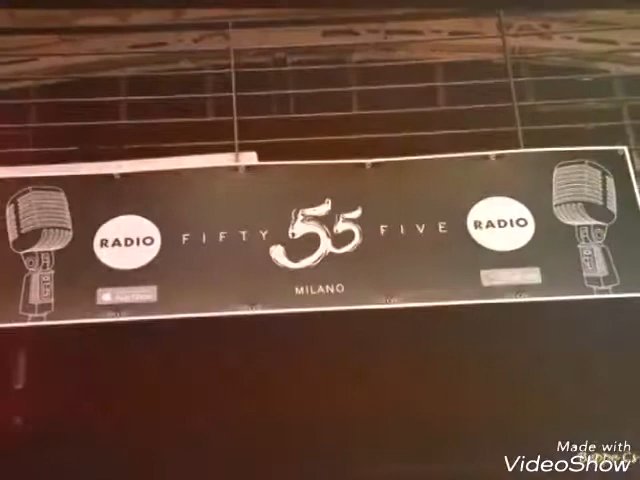 RADIO FIFTY 55 FIVE RADIO
MILANO
App Store
Made with
VideoShow